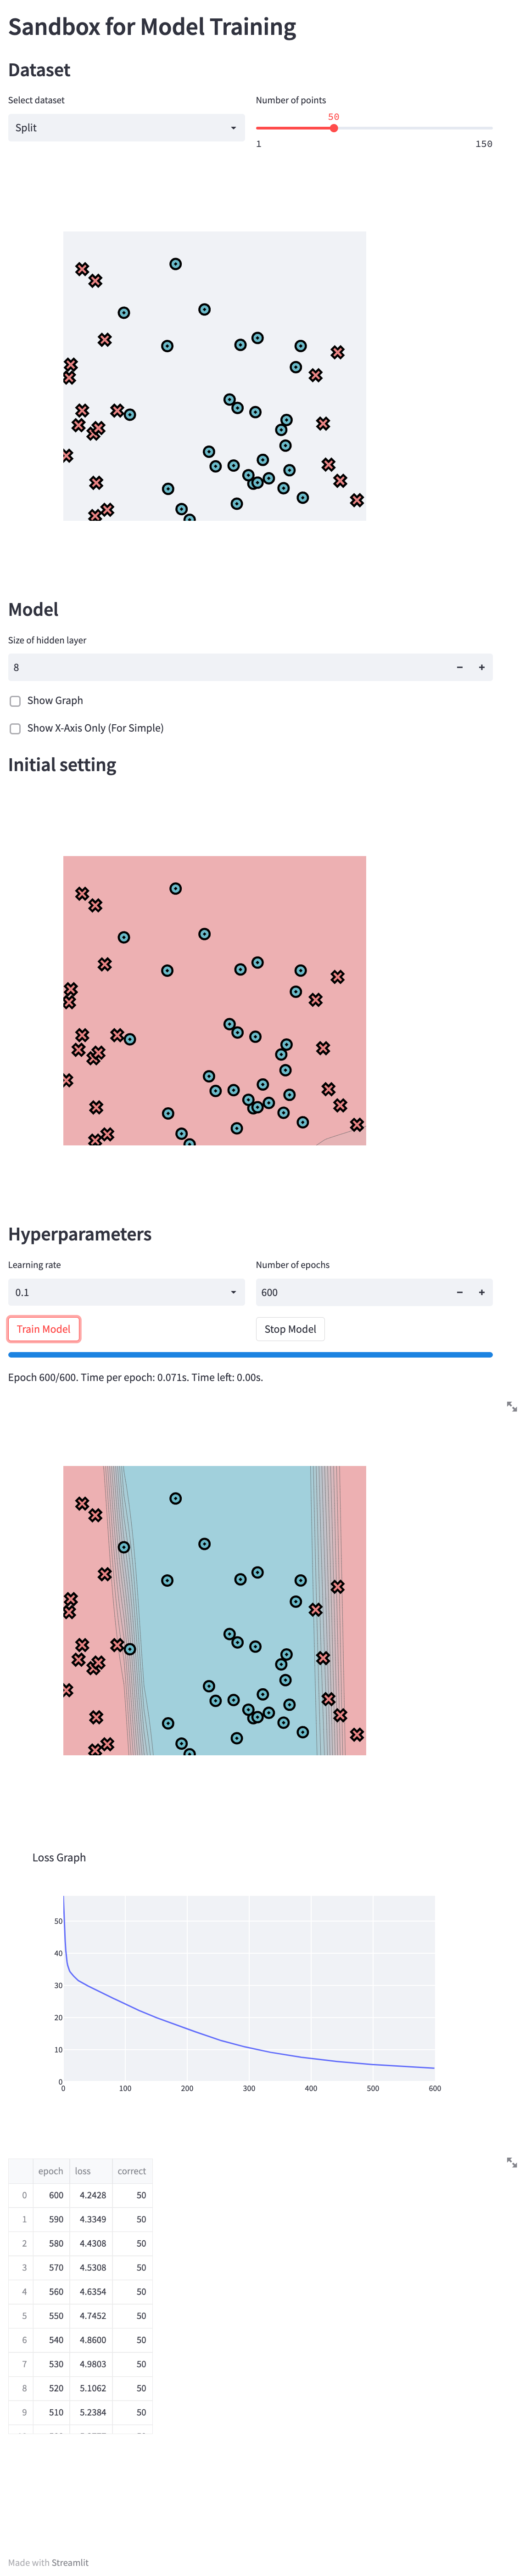 Sandbox for Model Training
Dataset
Select dataset
Number of points
Split
50
1
150
Model
Size of hidden layer
8
Show Graph
Show X-Axis Only (For Simple)
Initial setting
Hyperparameters
Learning rate
Number of epochs
0.1
600
Train Model
Stop Model
Epoch 600/600. Time per epoch: 0.071s. Time left: 0.00s.
Loss Graph
50
40
30
20
10
0
0 100 200 300 400 500 600
epoch loss correct
0 600 4.2428 50
1 590 4.3349 50
2 580 4.4308 50
3 570 4.5308 50
4 560 4.6354 50
5 550 4.7452 50
6 540 4.8600 50
7 530 4.9803 50
8 520 5.1062 50
9 510 5.2384 50
Made with Streamlit